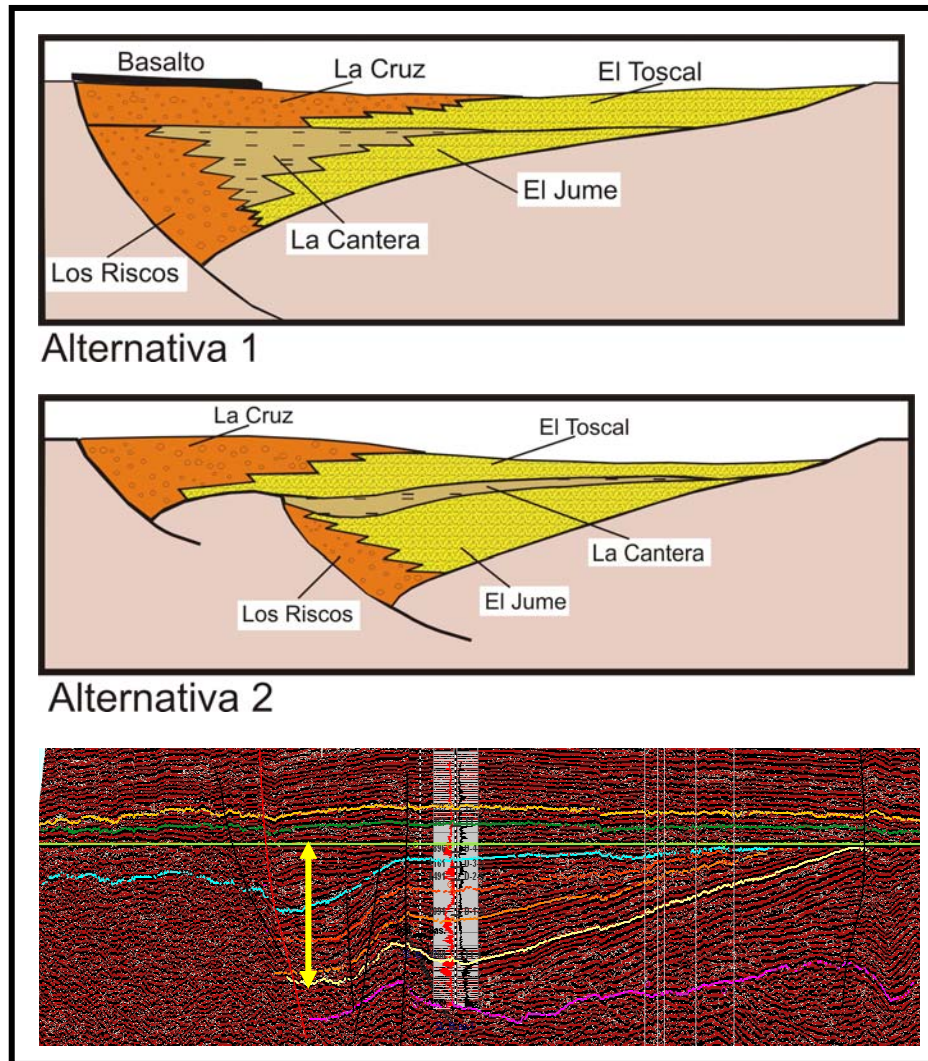 Basalto
La Cruz
El Toscal
El Jume
La Cantera
Los Riscos
Alternativa 1
La Cruz
El Toscal
La Cantera
El Jume
Los Riscos
Alternativa 2